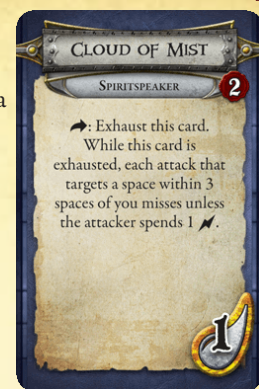 CLOUD OF MIST
SPIRITSPEAKER
2
a
: Exhaust this card.
While this card is
exhausted, each attack that
targets a space within 3
spaces of you misses unless
the attacker spends 1 .
1